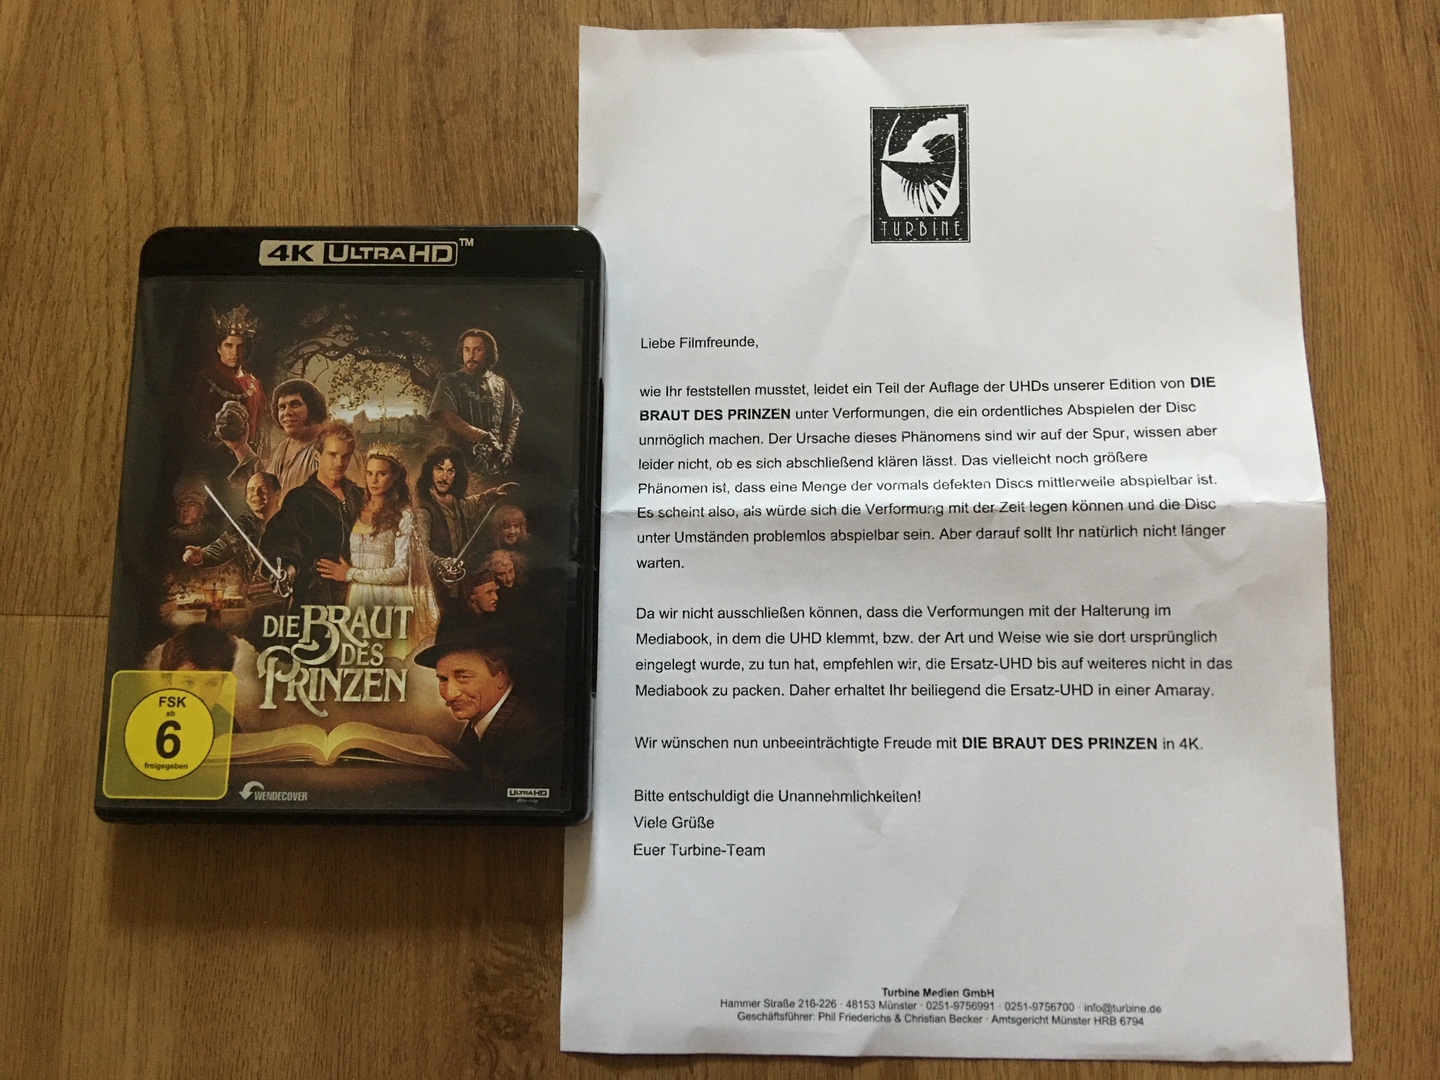 4K ULTRA HD™
DIE BRAUT
DES
PRINZEN
FSK
ab
6
freigegeben
WENDECOVER
ULTRA HD
Blu-ray
TURBINE
Liebe Filmfreunde,
wie Ihr feststellen musstet, leidet ein Teil der Auflage der UHDs unserer Edition von DIE
BRAUT DES PRINZEN unter Verformungen, die ein ordentliches Abspielen der Disc
unmöglich machen. Der Ursache dieses Phänomens sind wir auf der Spur, wissen aber
leider nicht, ob es sich abschließend klären lässt. Das vielleicht noch größere
Phänomen ist, dass eine Menge der vormals defekten Discs mittlerweile abspielbar ist.
Es scheint also, als würde sich die Verformung mit der Zeit legen können und die Disc
unter Umständen problemlos abspielbar sein. Aber darauf sollt Ihr natürlich nicht länger
warten.
Da wir nicht ausschließen können, dass die Verformungen mit der Halterung im
Mediabook, in dem die UHD klemmt, bzw. der Art und Weise wie sie dort ursprünglich
eingelegt wurde, zu tun hat, empfehlen wir, die Ersatz-UHD bis auf weiteres nicht in das
Mediabook zu packen. Daher erhaltet Ihr beiliegend die Ersatz-UHD in einer Amaray.
Wir wünschen nun unbeeinträchtigte Freude mit DIE BRAUT DES PRINZEN in 4K.
Bitte entschuldigt die Unannehmlichkeiten!
Viele Grüße
Euer Turbine-Team
Turbine Medien GmbH
Hammer Straße 216-226 · 48153 Münster · 0251-9756991 · 0251-9756700 · info@turbine.de
Geschäftsführer: Phil Friederichs & Christian Becker · Amtsgericht Münster HRB 6794